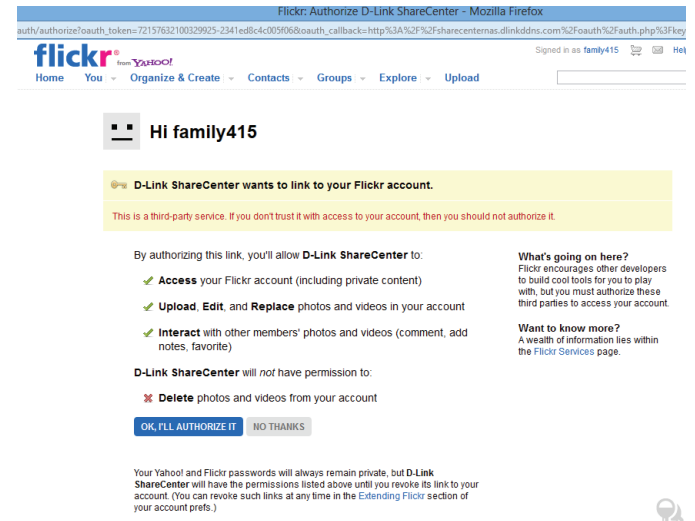 Flickr: Authorize D-Link ShareCenter - Mozilla Firefox
auth/authorize?oauth_token=72157632100329925-2341ed8c4c005f06&oauth_callback=http%3A%2F%2Fsharecenternas.dlinkddns.com%2Foauth%2Fauth.php%3Fkey
flickr® from YAHOO!
Signed in as family415 Help
Home You Organize & Create Contacts Groups Explore Upload
Hi family415
D-Link ShareCenter wants to link to your Flickr account.
This is a third-party service. If you don't trust it with access to your account, then you should not authorize it.
By authorizing this link, you'll allow D-Link ShareCenter to:
Access your Flickr account (including private content)
Upload, Edit, and Replace photos and videos in your account
Interact with other members' photos and videos (comment, add
notes, favorite)
D-Link ShareCenter will not have permission to:
Delete photos and videos from your account
OK, I'LL AUTHORIZE IT NO THANKS
Your Yahoo! and Flickr passwords will always remain private, but D-Link
ShareCenter will have the permissions listed above until you revoke its link to your
account. (You can revoke such links at any time in the Extending Flickr section of
your account prefs.)
What's going on here?
Flickr encourages other developers
to build cool tools for you to play
with, but you must authorize these
third parties to access your account.
Want to know more?
A wealth of information lies within
the Flickr Services page.